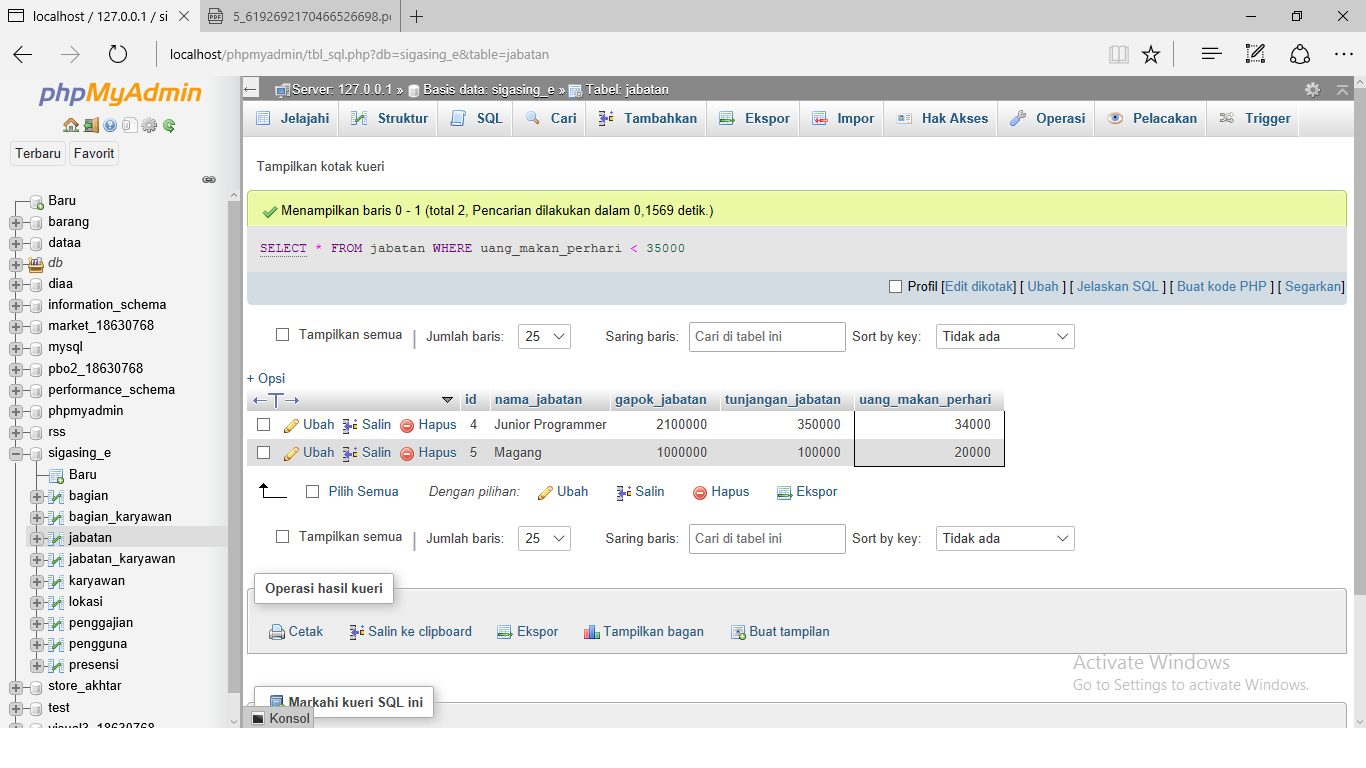 localhost / 127.0.0.1 / si
5_6192692170466526698.pd
localhost/phpmyadmin/tbl_sql.php?db=sigasing_e&table=jabatan
phpMyAdmin
Terbaru Favorit
Baru
barang
dataa
db
diaa
information_schema
market_18630768
mysql
pbo2_18630768
performance_schema
phpmyadmin
rss
sigasing_e
Baru
bagian
bagian_karyawan
jabatan
jabatan_karyawan
karyawan
lokasi
penggajian
pengguna
presensi
store_akhtar
test
visual3_18630768
Server: 127.0.0.1 » Basis data: sigasing_e » Tabel: jabatan
Jelajahi Struktur SQL Cari Tambahkan Ekspor Impor Hak Akses Operasi Pelacakan Trigger
Tampilkan kotak kueri
Menampilkan baris 0 - 1 (total 2, Pencarian dilakukan dalam 0,1569 detik.)
SELECT * FROM jabatan WHERE uang_makan_perhari < 35000
Profil [Edit dikotak] [ Ubah ] [ Jelaskan SQL ] [ Buat kode PHP ] [ Segarkan]
Tampilkan semua | Jumlah baris: 25 Saring baris: Cari di tabel ini Sort by key: Tidak ada
+ Opsi
←T→ id nama_jabatan gapok_jabatan tunjangan_jabatan uang_makan_perhari
Ubah Salin Hapus 4 Junior Programmer 2100000 350000 34000
Ubah Salin Hapus 5 Magang 1000000 100000 20000
Pilih Semua Dengan pilihan: Ubah Salin Hapus Ekspor
Tampilkan semua | Jumlah baris: 25 Saring baris: Cari di tabel ini Sort by key: Tidak ada
Operasi hasil kueri
Cetak Salin ke clipboard Ekspor Tampilkan bagan Buat tampilan
Activate Windows
Go to Settings to activate Windows.
Markahi kueri SQL ini
Konsol